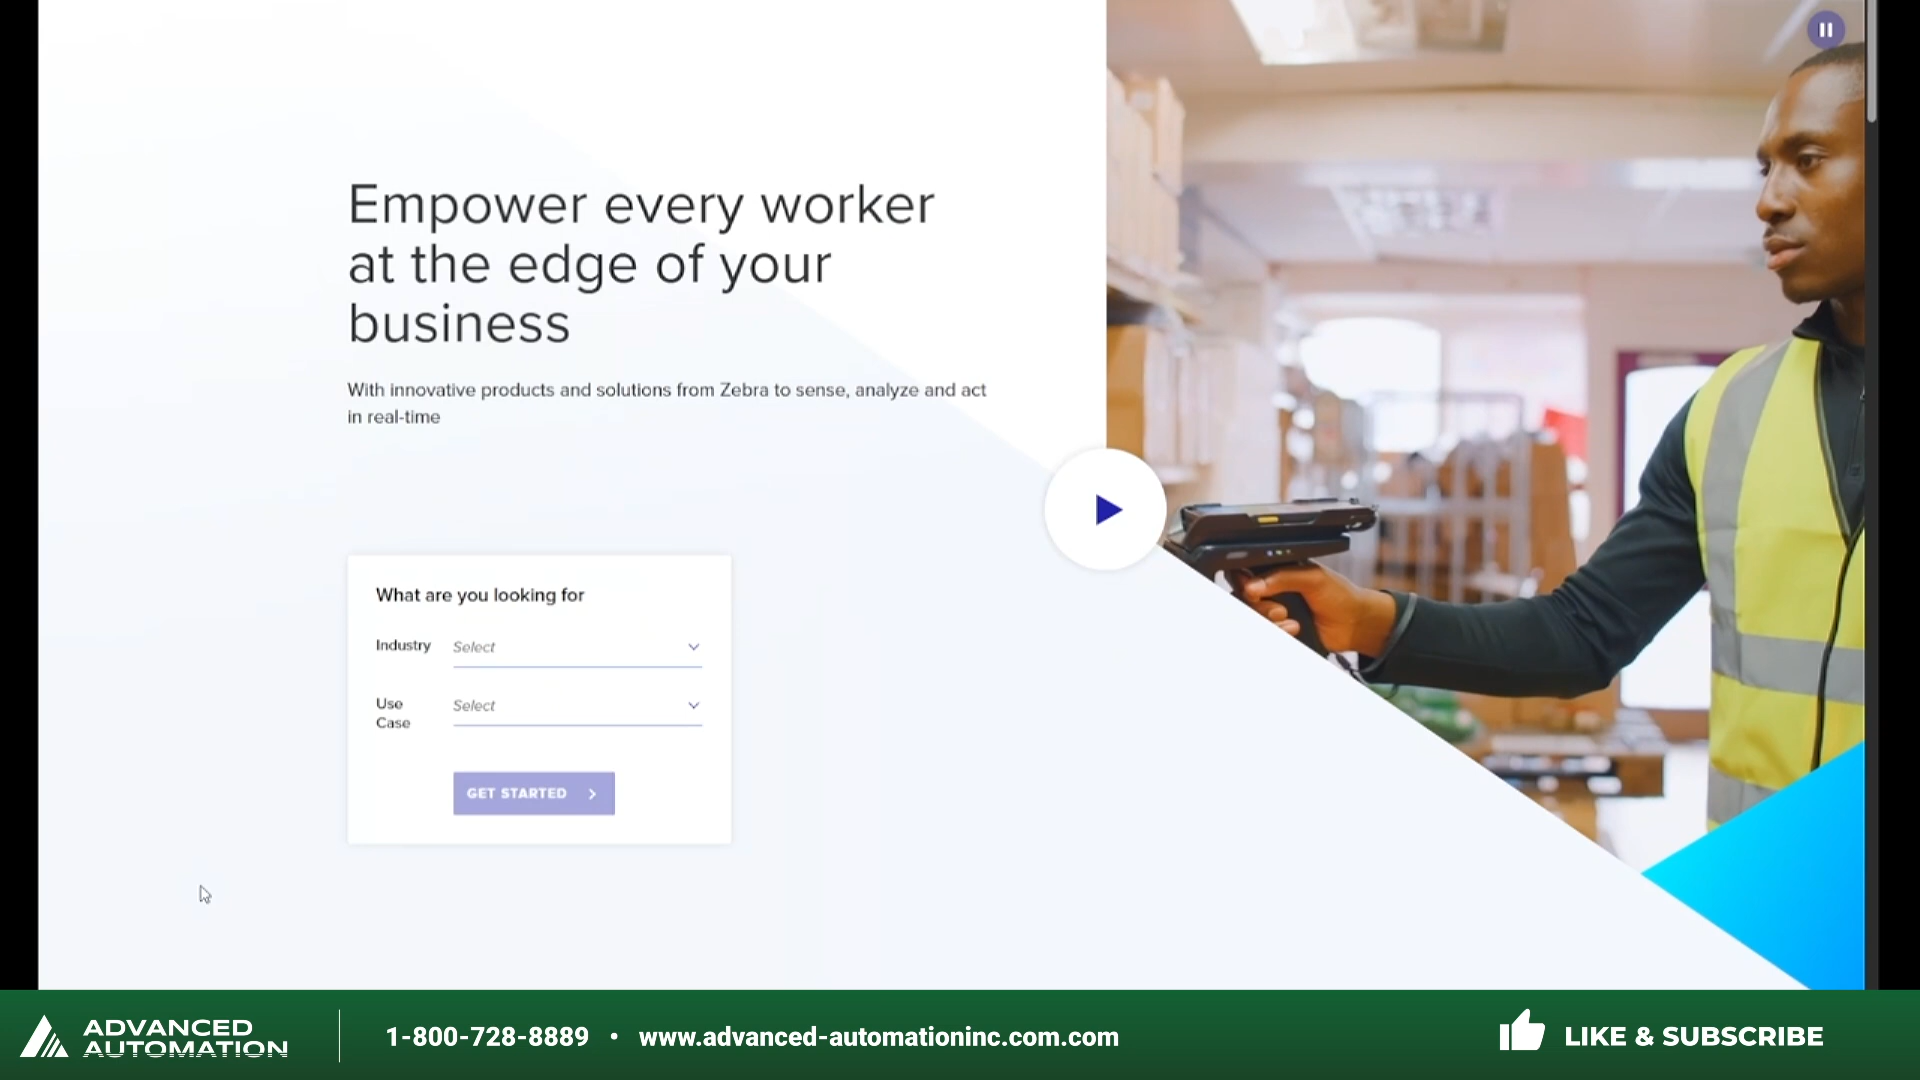 Empower every worker
at the edge of your
business
With innovative products and solutions from Zebra to sense, analyze and act
in real-time
What are you looking for
Industry Select
Use
Case
Select
GET STARTED
ADVANCED
AUTOMATION
1-800-728-8889 • www.advanced-automationinc.com.com
LIKE & SUBSCRIBE